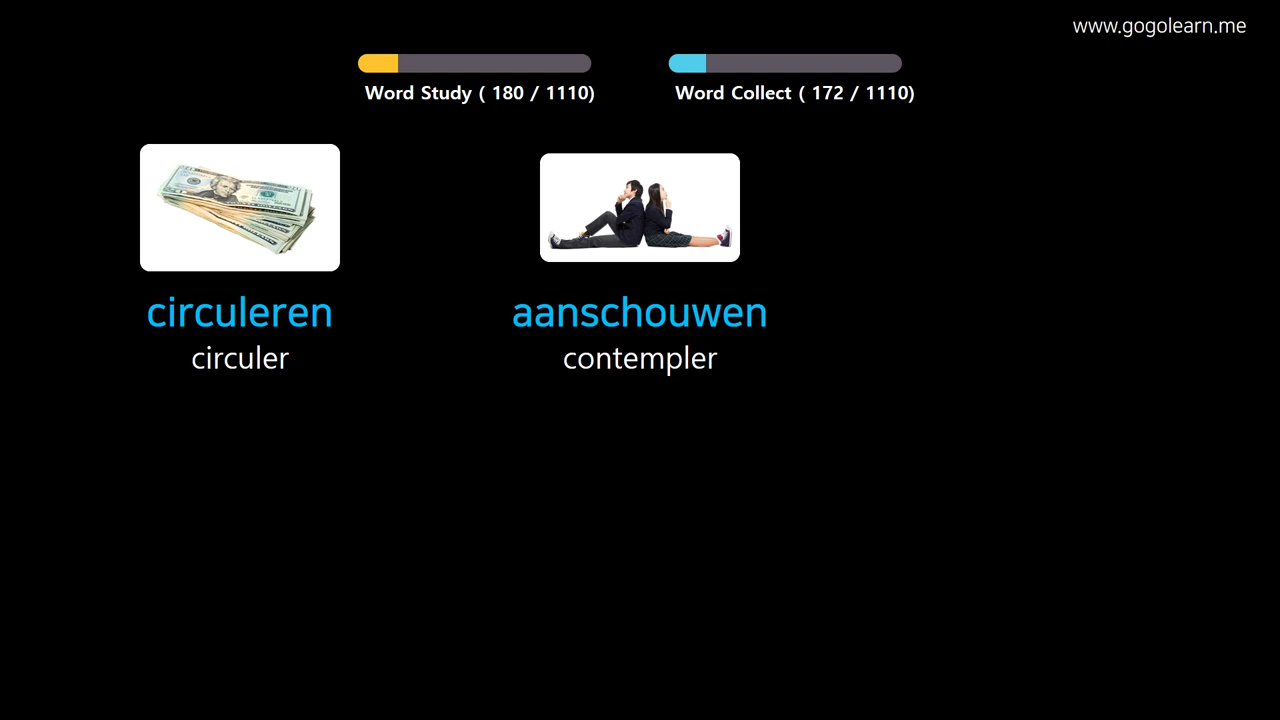 www.gogolearn.me
Word Study ( 180 / 1110)
Word Collect ( 172 / 1110)
circuleren
circuler
aanschouwen
contempler